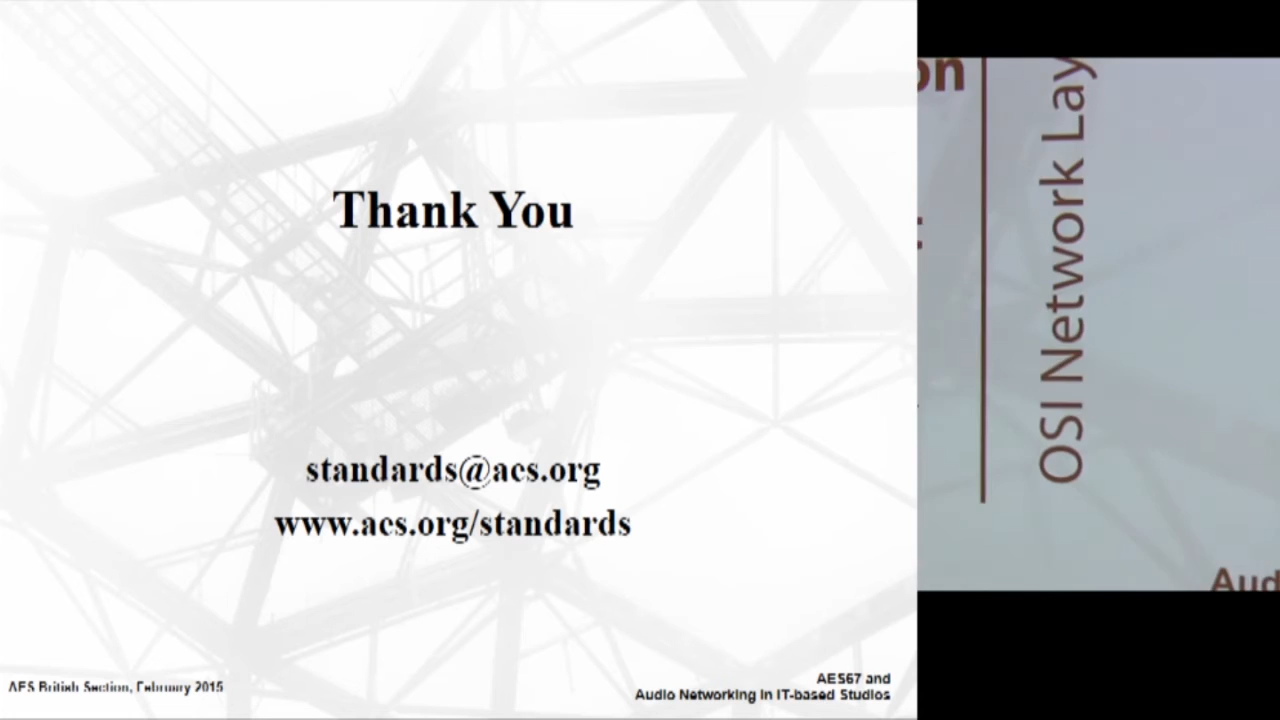 Thank You
standards@aes.org
www.aes.org/standards
AES British Section, February 2015
AES67 and
Audio Networking in IT-based Studios
on
OSI Network Lay
Aud